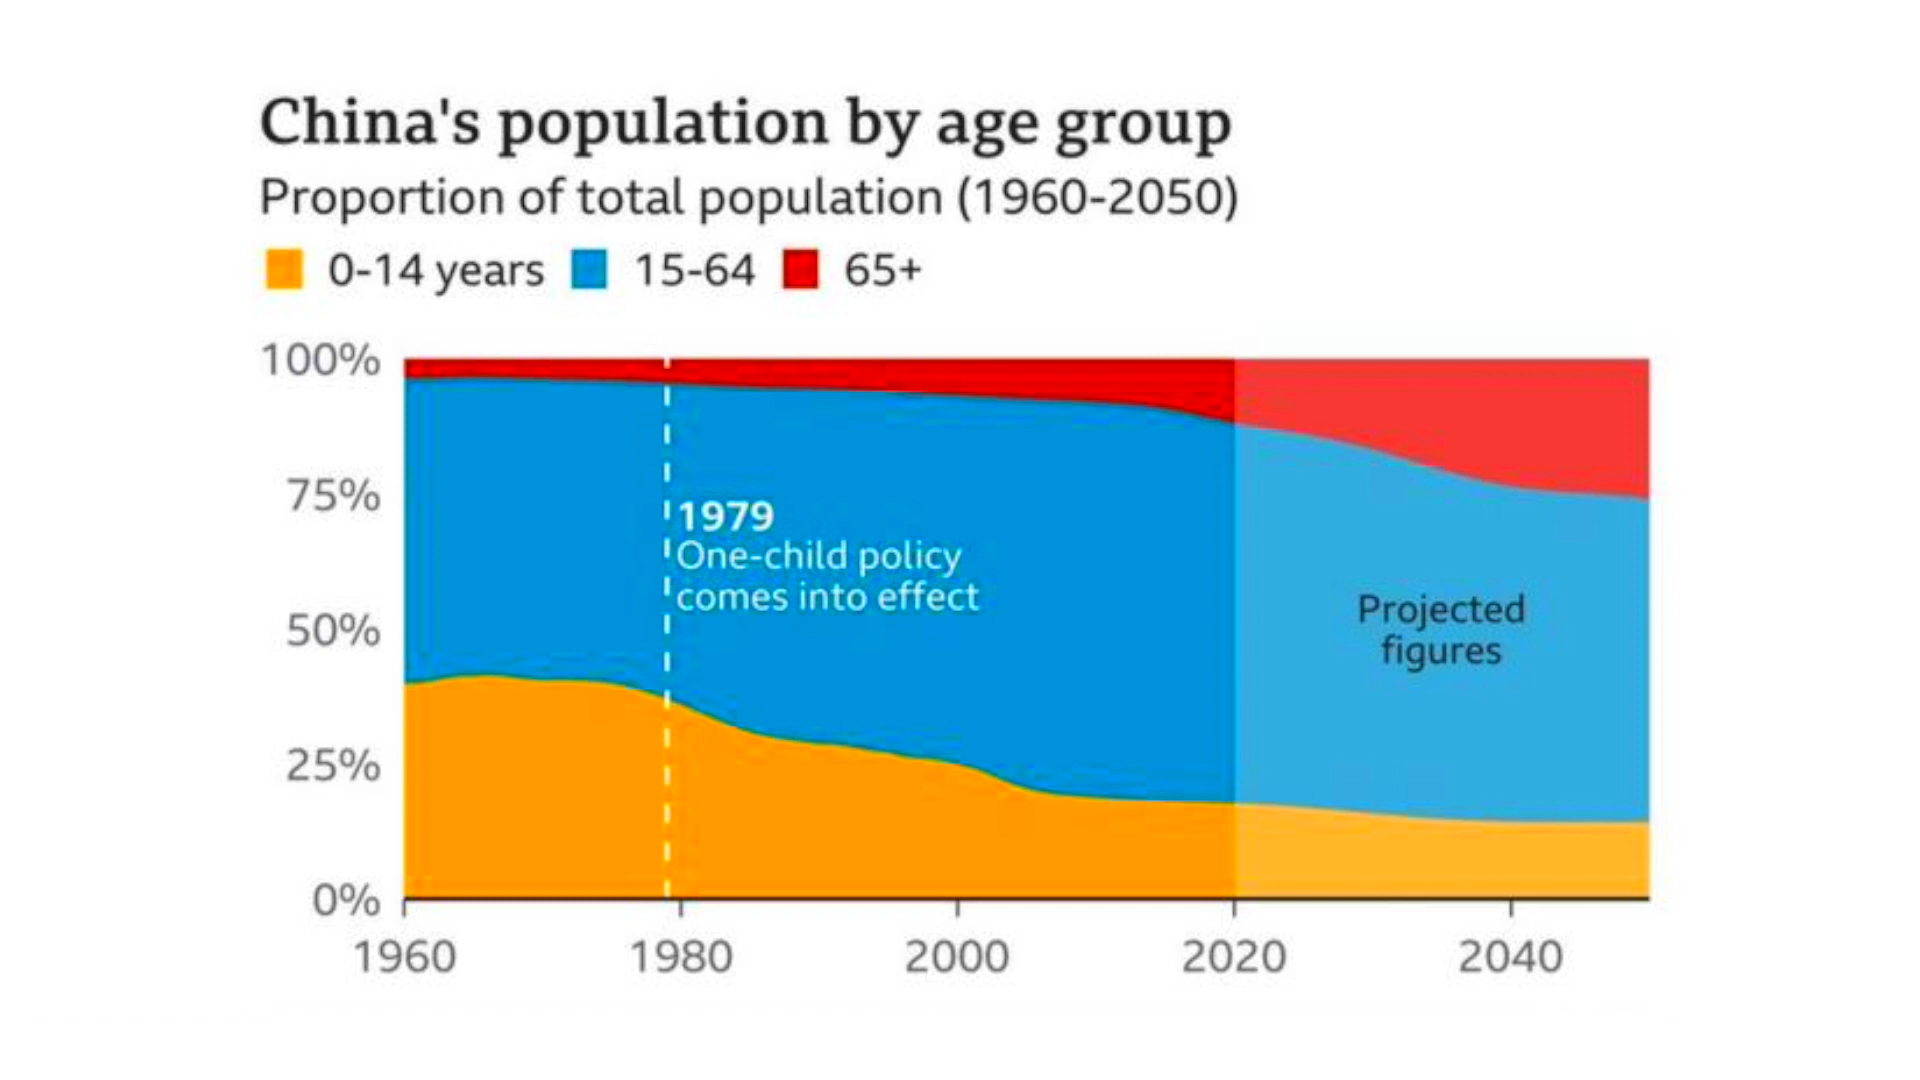 China's population by age group
Proportion of total population (1960-2050)
0-14 years 15-64 65+
100%
75%
1979
One-child policy
comes into effect
Projected
figures
50%
25%
0%
1960 1980 2000 2020 2040